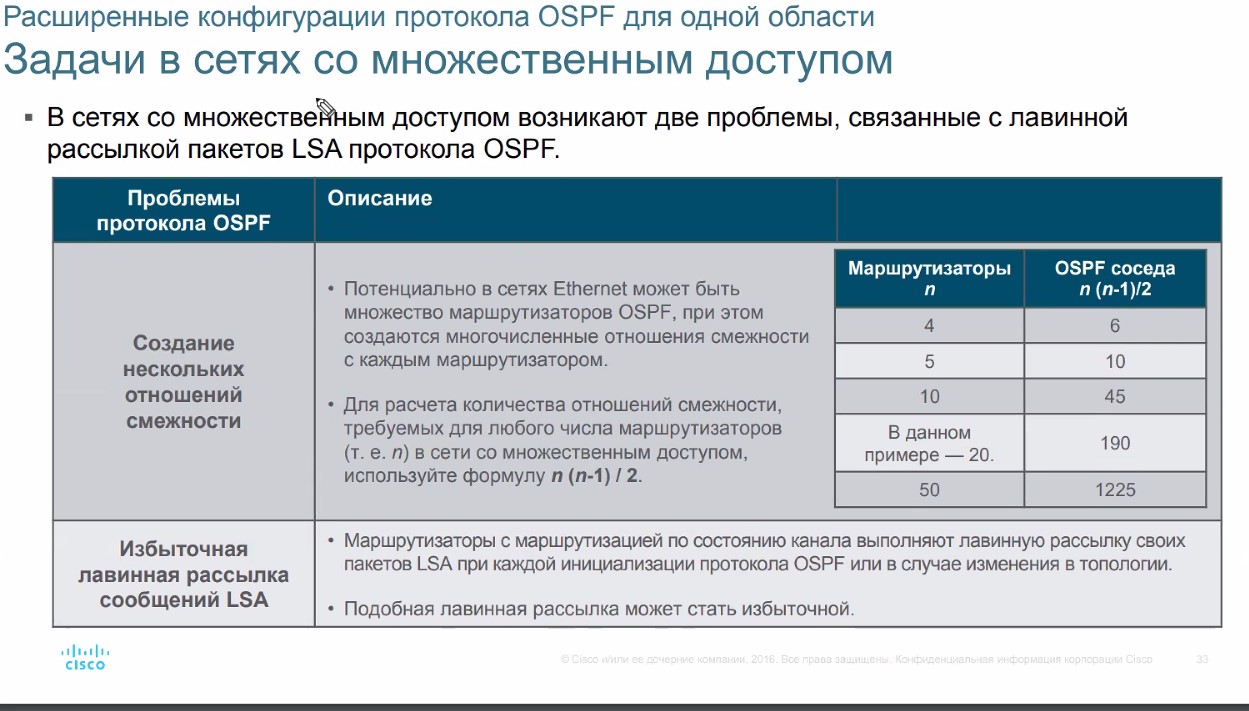 Расширенные конфигурации протокола OSPF для одной области
Задачи в сетях со множественным доступом
▪ В сетях со множественным доступом возникают две проблемы, связанные с лавинной
рассылкой пакетов LSA протокола OSPF.
Проблемы
протокола OSPF
Описание
Создание
нескольких
отношений
смежности
• Потенциально в сетях Ethernet может быть
множество маршрутизаторов OSPF, при этом
создаются многочисленные отношения смежности
с каждым маршрутизатором.
• Для расчета количества отношений смежности,
требуемых для любого числа маршрутизаторов
(т. е. n) в сети со множественным доступом,
используйте формулу n (n-1) / 2.
Маршрутизаторы
n
OSPF соседа
n (n-1)/2
4 6
5 10
10 45
В данном
примере — 20.
190
50 1225
Избыточная
лавинная рассылка
сообщений LSA
• Маршрутизаторы с маршрутизацией по состоянию канала выполняют лавинную рассылку своих
пакетов LSA при каждой инициализации протокола OSPF или в случае изменения в топологии.
• Подобная лавинная рассылка может стать избыточной.
cisco
© Cisco и/или ее дочерние компании, 2016. Все права защищены. Конфиденциальная информация корпорации Cisco
33